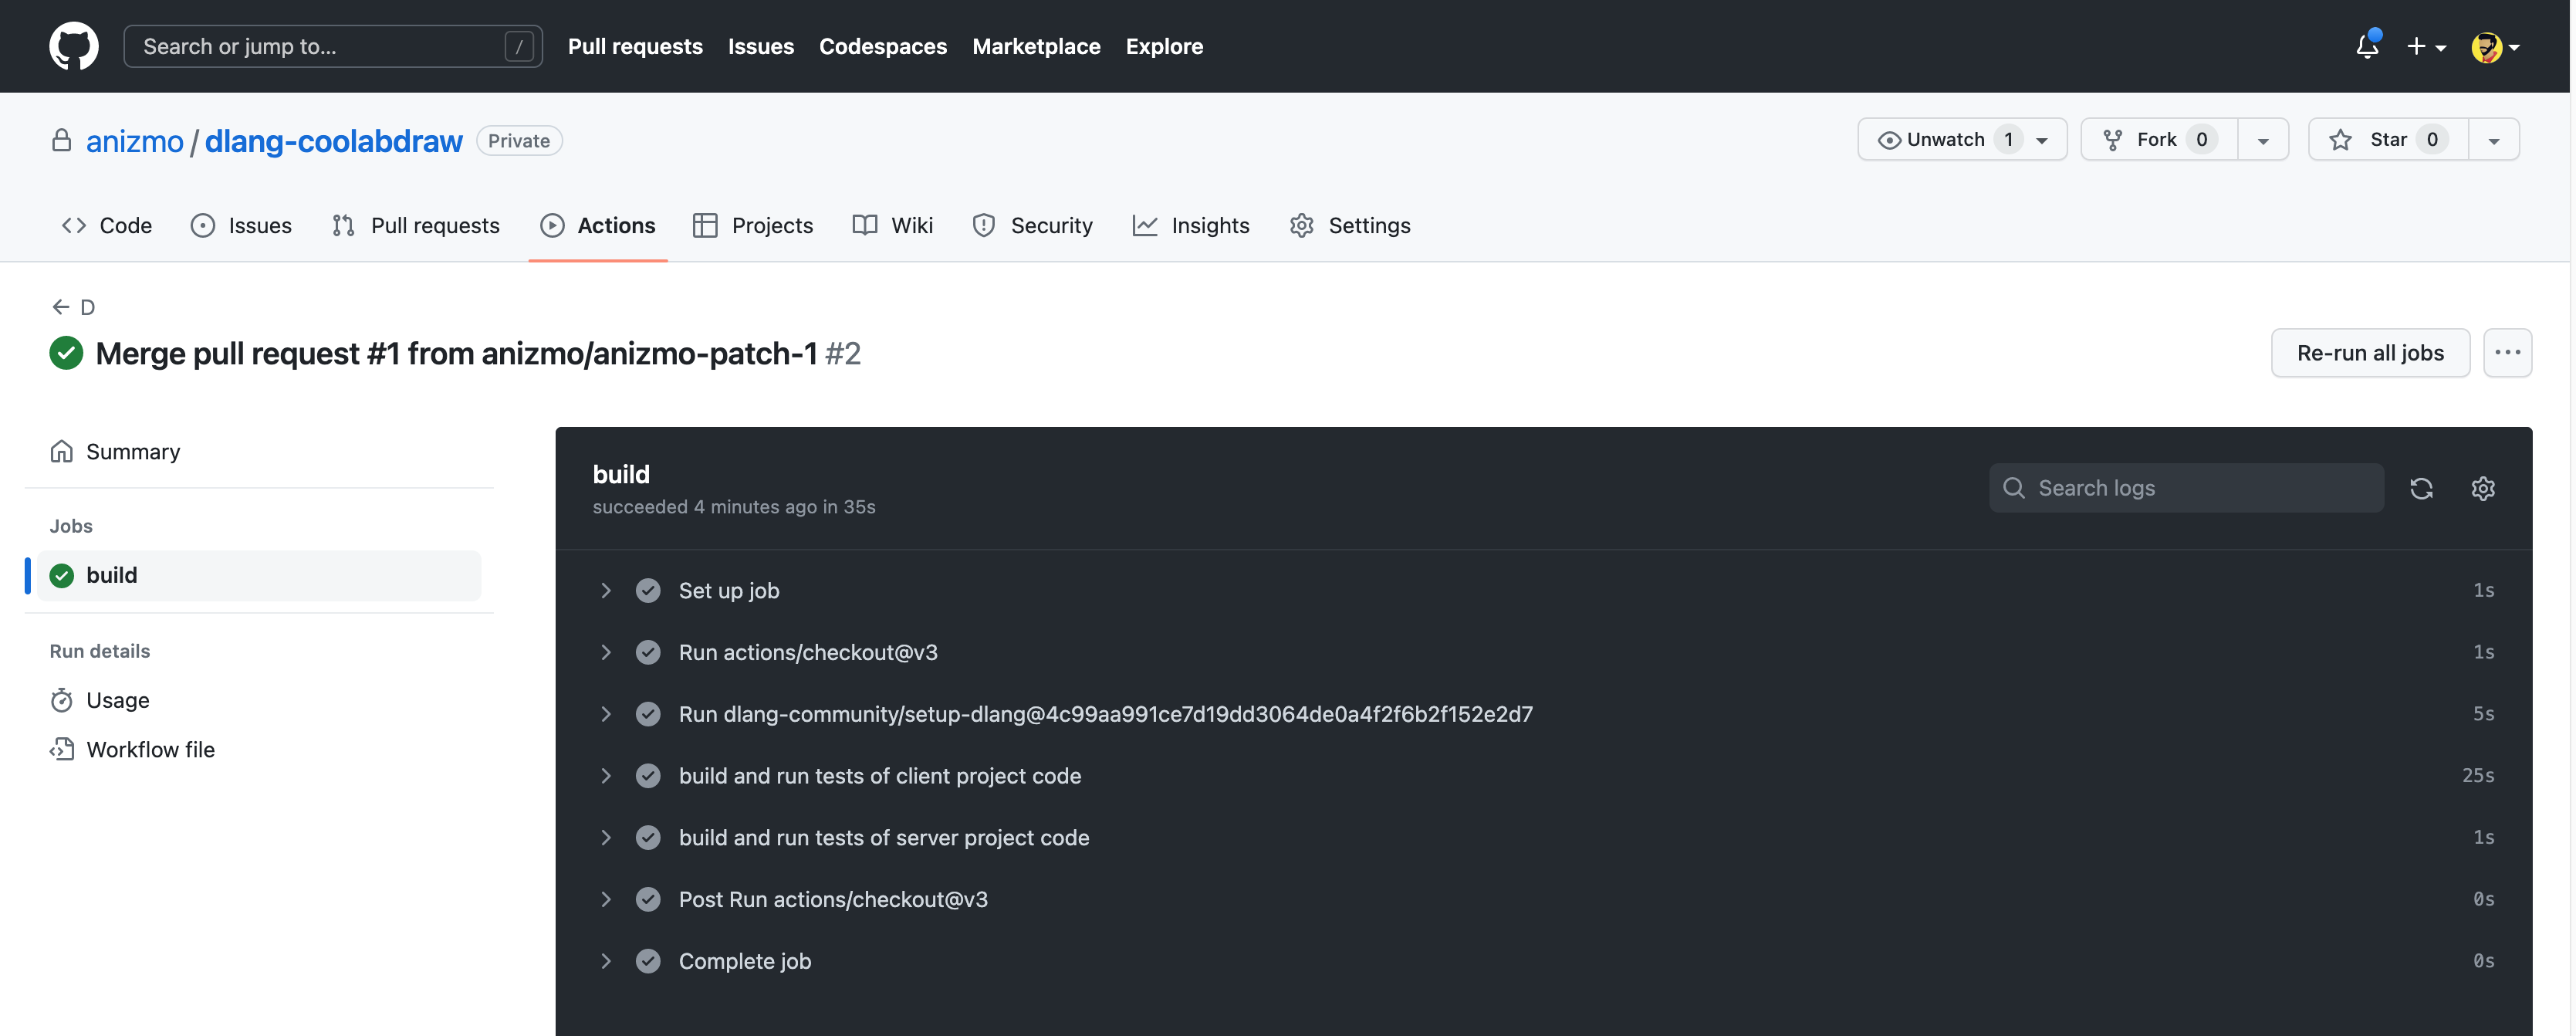 Search or jump to... / Pull requests Issues Codespaces Marketplace Explore
anizmo / dlang-coolabdraw Private Unwatch 1 Fork 0 Star 0
Code Issues Pull requests Actions Projects Wiki Security Insights Settings
D
Merge pull request #1 from anizmo/anizmo-patch-1 #2
Re-run all jobs
Summary
Jobs
build
Run details
Usage
Workflow file
build
succeeded 4 minutes ago in 35s
Search logs
Set up job 1s
Run actions/checkout@v3 1s
Run dlang-community/setup-dlang@4c99aa991ce7d19dd3064de0a4f2f6b2f152e2d7 5s
build and run tests of client project code 25s
build and run tests of server project code 1s
Post Run actions/checkout@v3 0s
Complete job 0s